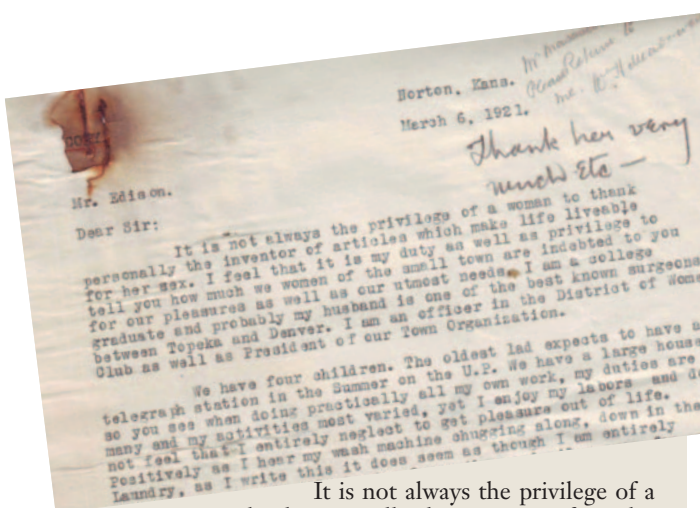 Norton, Kans.
March 6, 1921.
Please Return to
Thank her very
much Etc —
COPY
Mr. Edison.
Dear Sir:
It is not always the privilege of a woman to thank
personally the inventor of articles which make life liveable
for her sex. I feel that it is my duty as well as privilege to
tell you how much we women of the small town are indebted to you
for our pleasures as well as our utmost needs. I am a college
graduate and probably my husband is one of the best known surgeons
between Topeka and Denver. I am an officer in the District of
Club as well as President of our Town Organization.
We have four children. The oldest lad expects to have a
telegraph station in the Summer on the U.P. We have a large house
so you see when doing practically all my own work, my duties are
many and my activities most varied, yet I enjoy my labors and do
not feel that I entirely neglect to get pleasure out of life.
Positively as I hear my wash machine chugging along, down in the
Laundry, as I write this it does seem as though I am entirely
It is not always the privilege of a